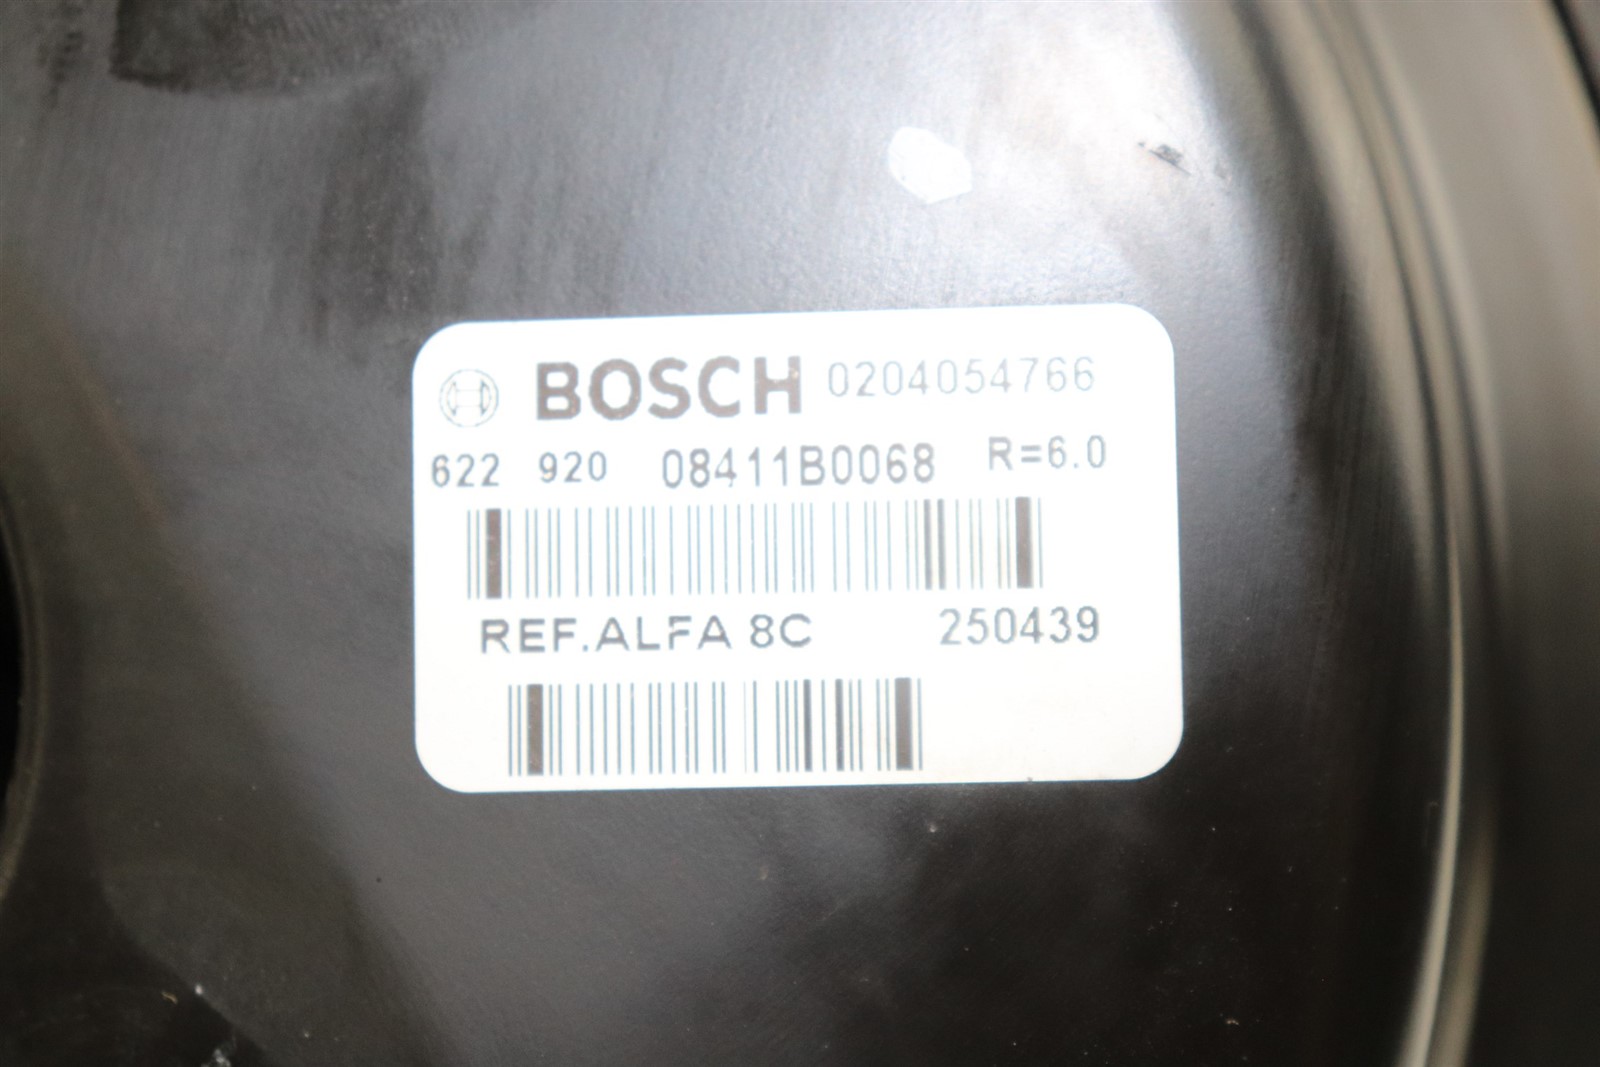 BOSCH 0204054766
622 920 08411B0068 R=6.0
REF.ALFA 8C 250439